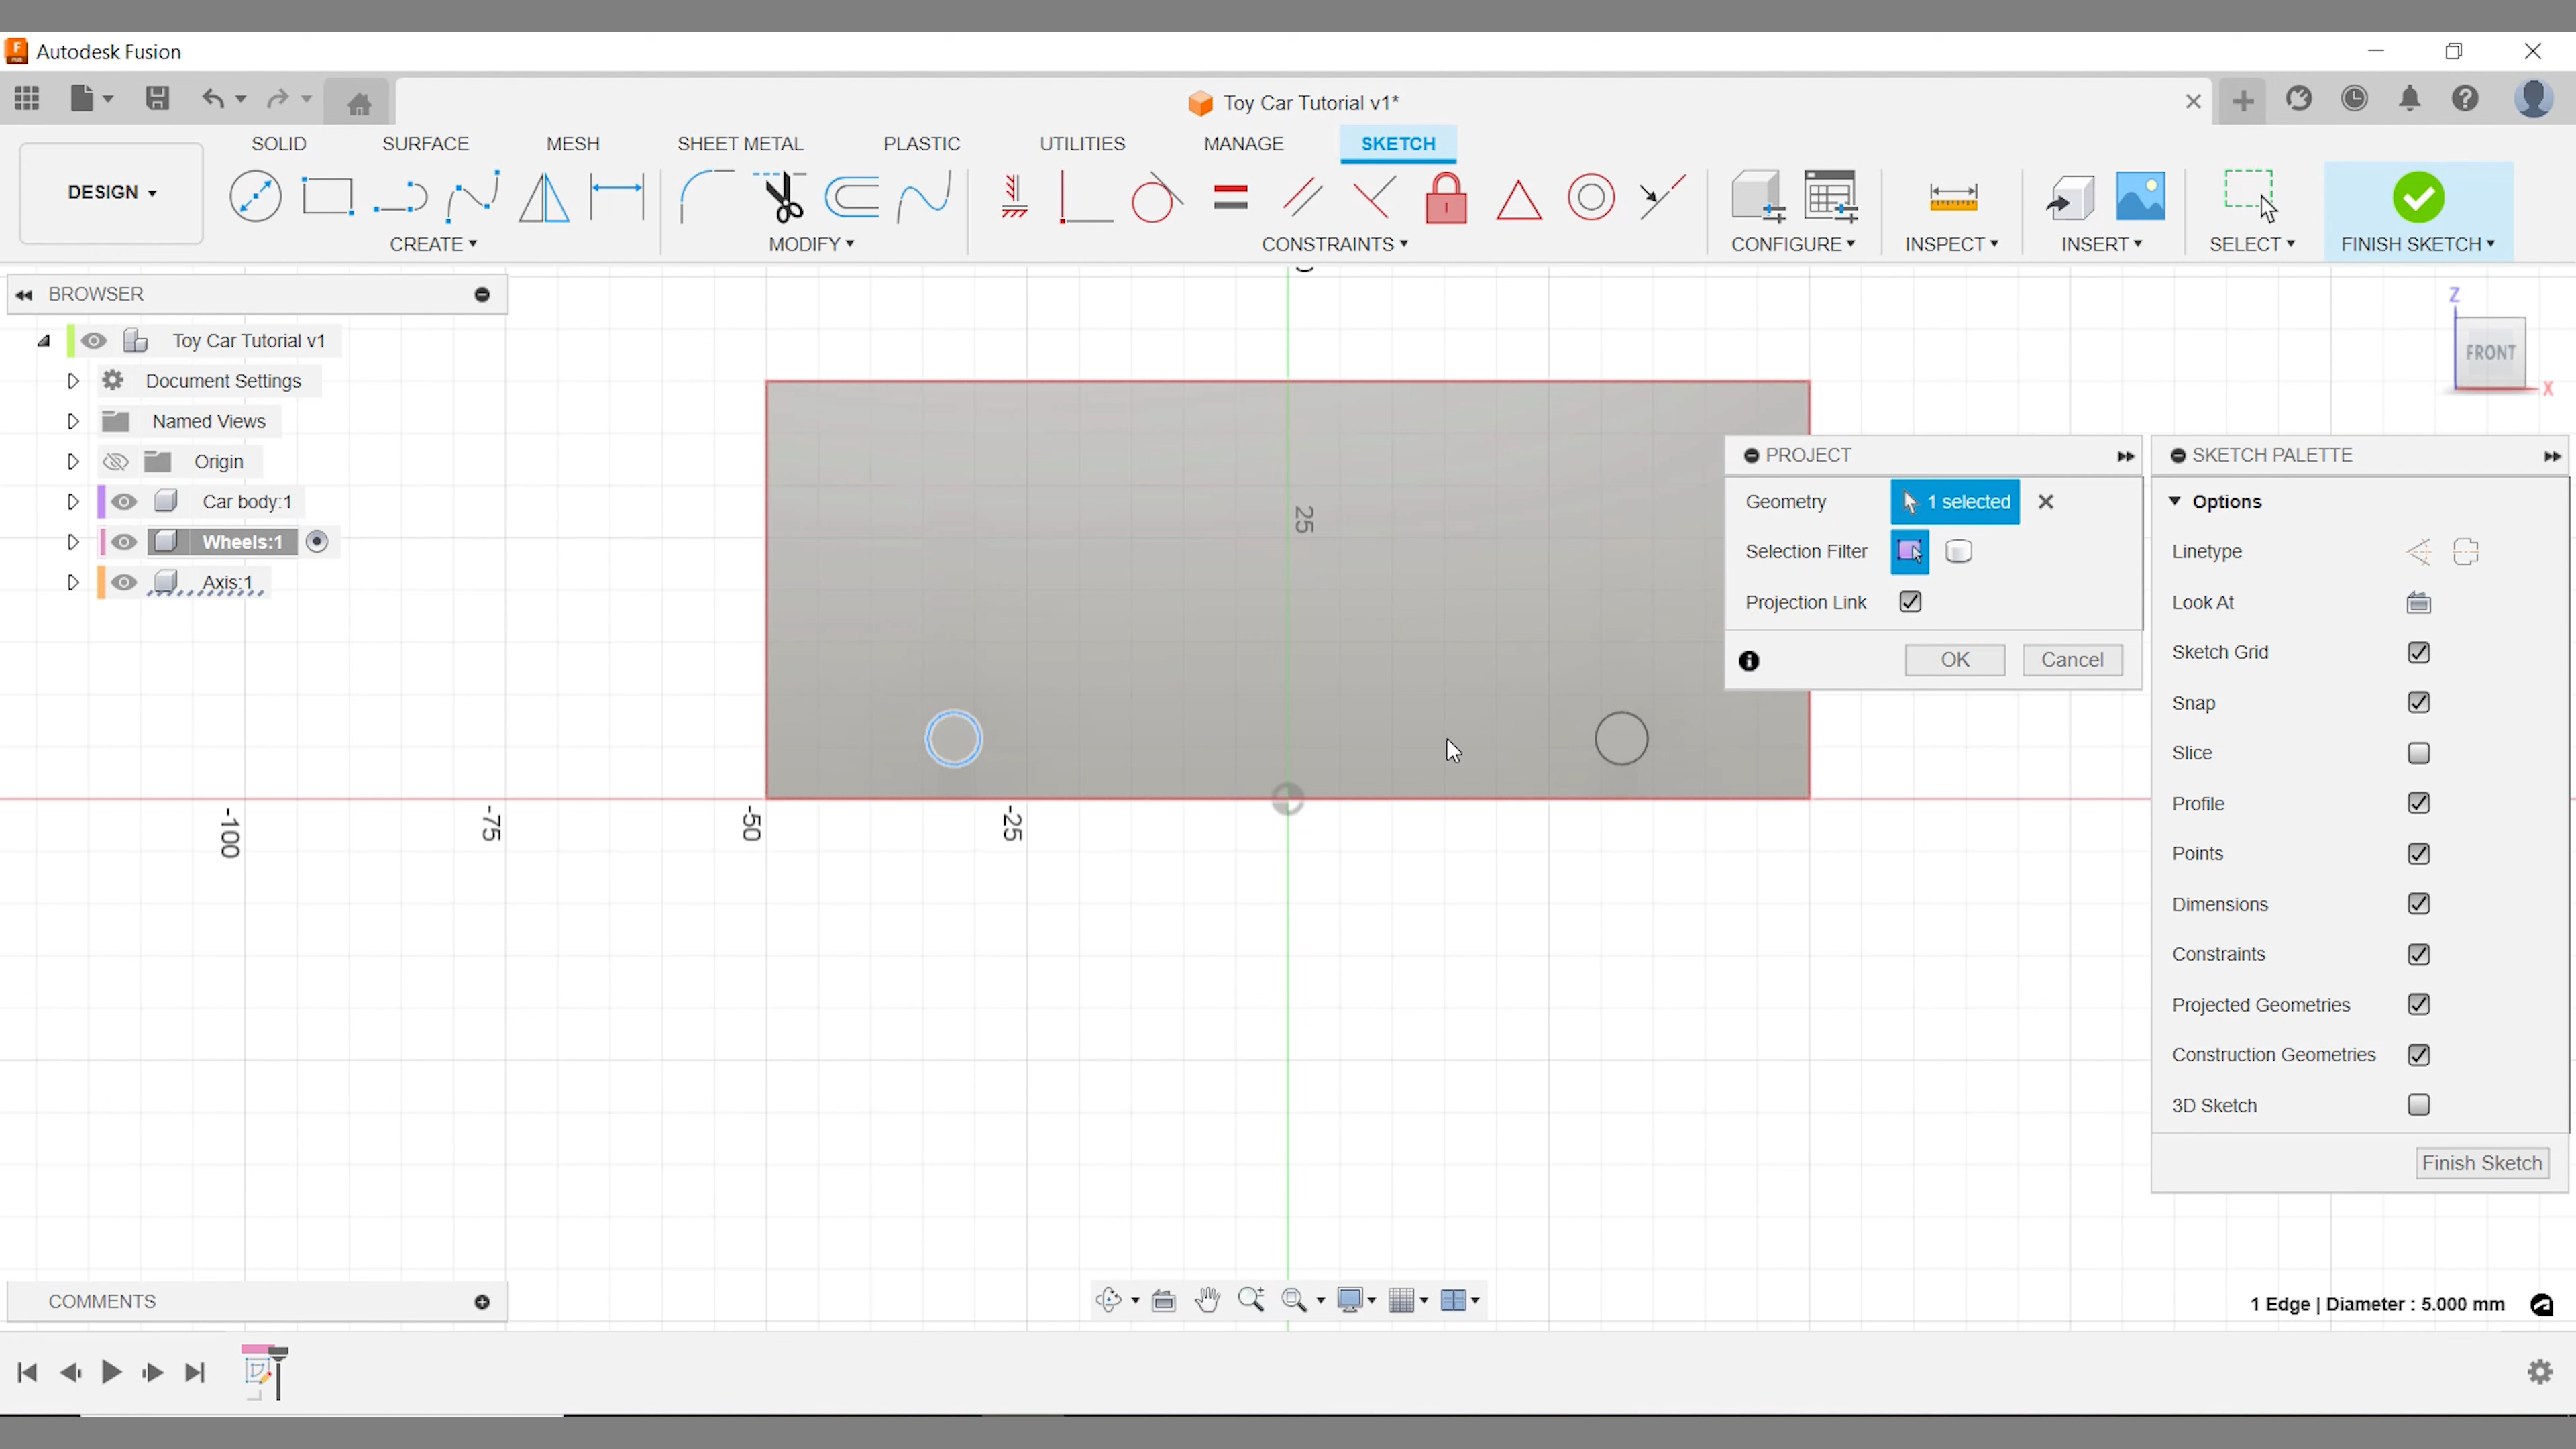 Autodesk Fusion
Toy Car Tutorial v1*
SOLID SURFACE MESH SHEET METAL PLASTIC UTILITIES MANAGE SKETCH
DESIGN
CREATE MODIFY CONSTRAINTS CONFIGURE INSPECT INSERT SELECT FINISH SKETCH
BROWSER
Toy Car Tutorial v1
Document Settings
Named Views
Origin
Car body:1
Wheels:1
Axis:1
Z
FRONT
X
25
-100
-75
-50
-25
PROJECT
Geometry 1 selected
Selection Filter
Projection Link
OK Cancel
SKETCH PALETTE
Options
Linetype
Look At
Sketch Grid
Snap
Slice
Profile
Points
Dimensions
Constraints
Projected Geometries
Construction Geometries
3D Sketch
Finish Sketch
COMMENTS
1 Edge | Diameter : 5.000 mm